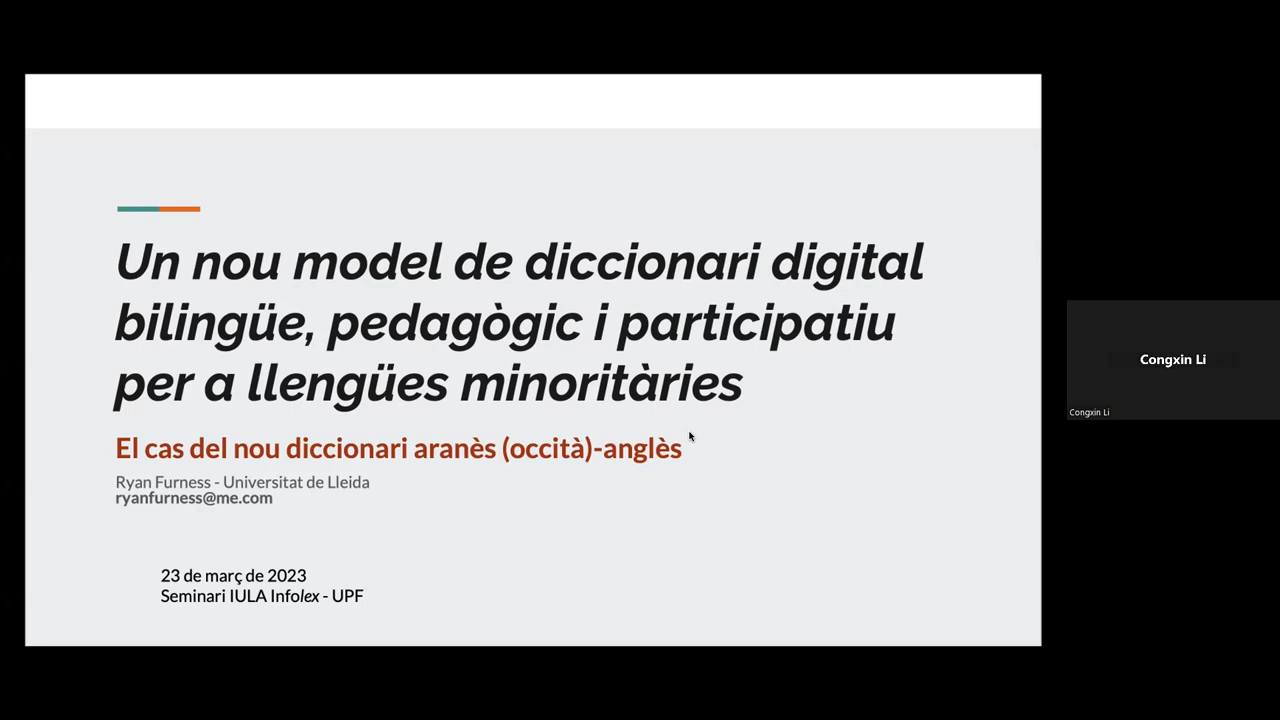 Un nou model de diccionari digital
bilingüe, pedagògic i participatiu
per a llengües minoritàries
El cas del nou diccionari aranès (occità)-anglès
Ryan Furness - Universitat de Lleida
ryanfurness@me.com
23 de març de 2023
Seminari IULA Infolex - UPF
Congxin Li
Congxin Li